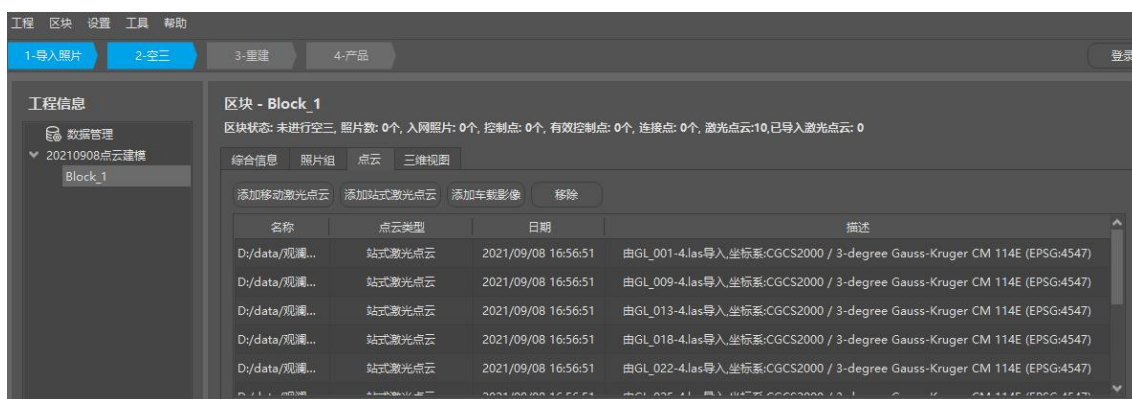 工程 区块 设置 工具 帮助
1-导入照片 2-空三 3-重建 4-产品 登录
工程信息
数据管理
20210908点云建模
Block_1
区块 - Block_1
区块状态: 未进行空三, 照片数: 0个, 入网照片: 0个, 控制点: 0个, 有效控制点: 0个, 连接点: 0个, 激光点云:10,已导入激光点云: 0
综合信息 照片组 点云 三维视图
添加移动激光点云 添加站式激光点云 添加车载影像 移除
名称 点云类型 日期 描述
D:/data/观澜... 站式激光点云 2021/09/08 16:56:51 由GL_001-4.las导入,坐标系:CGCS2000 / 3-degree Gauss-Kruger CM 114E (EPSG:4547)
D:/data/观澜... 站式激光点云 2021/09/08 16:56:51 由GL_009-4.las导入,坐标系:CGCS2000 / 3-degree Gauss-Kruger CM 114E (EPSG:4547)
D:/data/观澜... 站式激光点云 2021/09/08 16:56:51 由GL_013-4.las导入,坐标系:CGCS2000 / 3-degree Gauss-Kruger CM 114E (EPSG:4547)
D:/data/观澜... 站式激光点云 2021/09/08 16:56:51 由GL_018-4.las导入,坐标系:CGCS2000 / 3-degree Gauss-Kruger CM 114E (EPSG:4547)
D:/data/观澜... 站式激光点云 2021/09/08 16:56:51 由GL_022-4.las导入,坐标系:CGCS2000 / 3-degree Gauss-Kruger CM 114E (EPSG:4547)